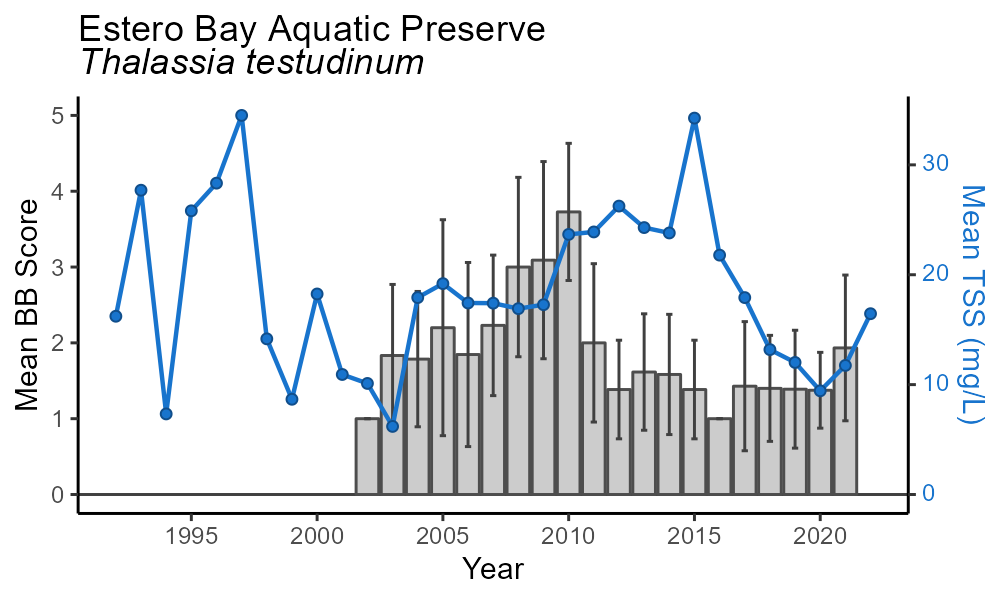 Estero Bay Aquatic Preserve
Thalassia testudinum
Mean BB Score
5
4
3
2
1
0
30
20
10
0
Mean TSS (mg/L)
1995 2000 2005 2010 2015 2020
Year